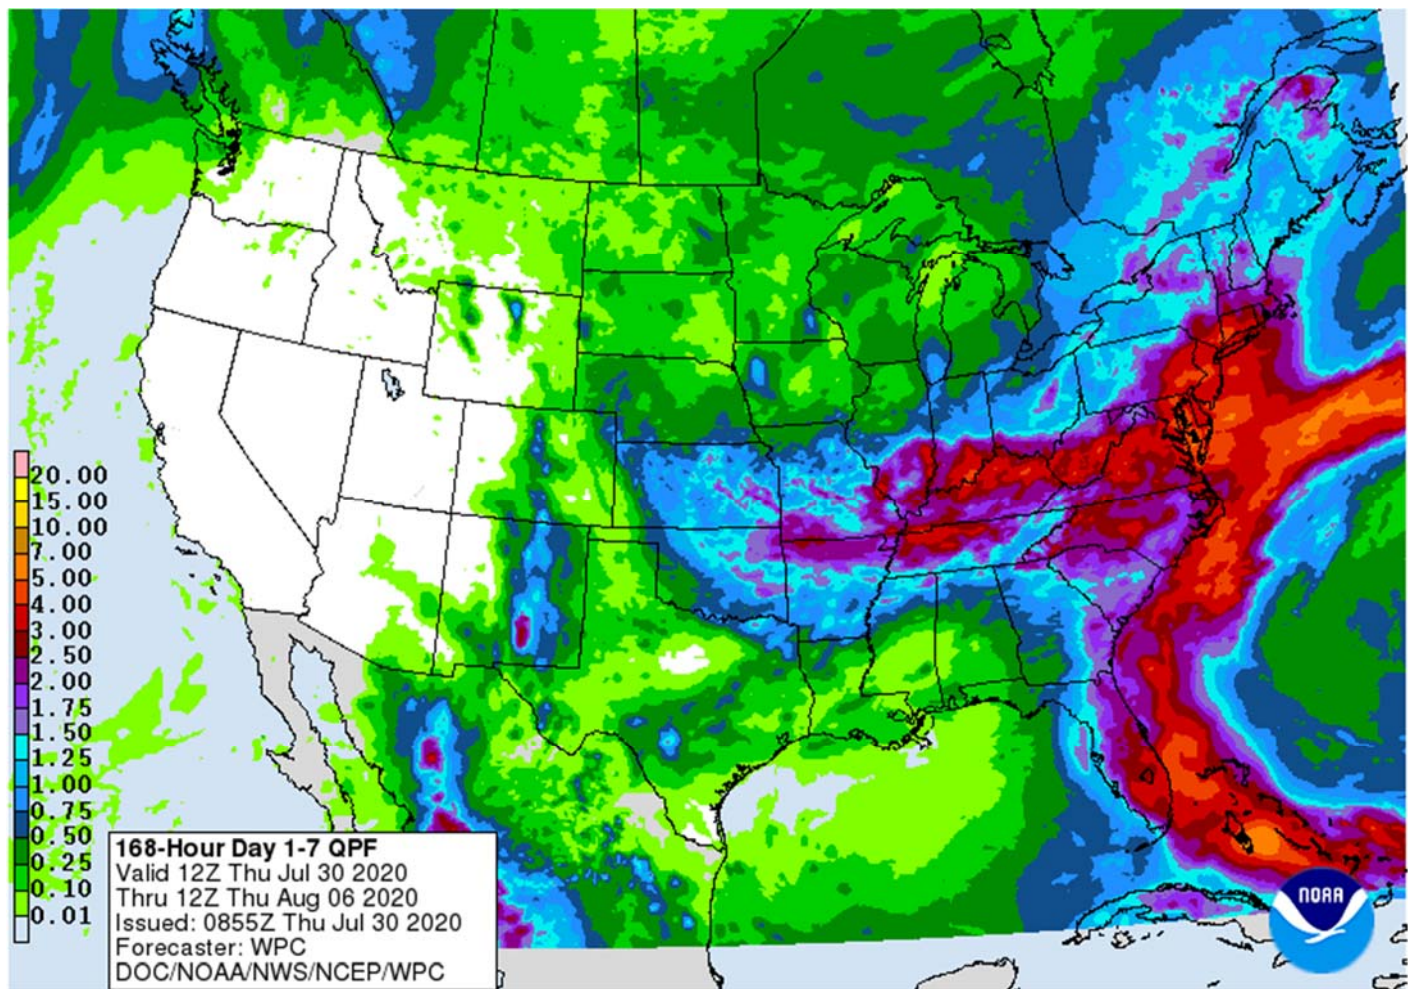 20.00
15.00
10.00
7.00
5.00
4.00
3.00
2.50
2.00
1.75
1.50
1.25
1.00
0.75
0.50
0.25
0.10
0.01
168-Hour Day 1-7 QPF
Valid 12Z Thu Jul 30 2020
Thru 12Z Thu Aug 06 2020
Issued: 0855Z Thu Jul 30 2020
Forecaster: WPC
DOC/NOAA/NWS/NCEP/WPC
NOAA